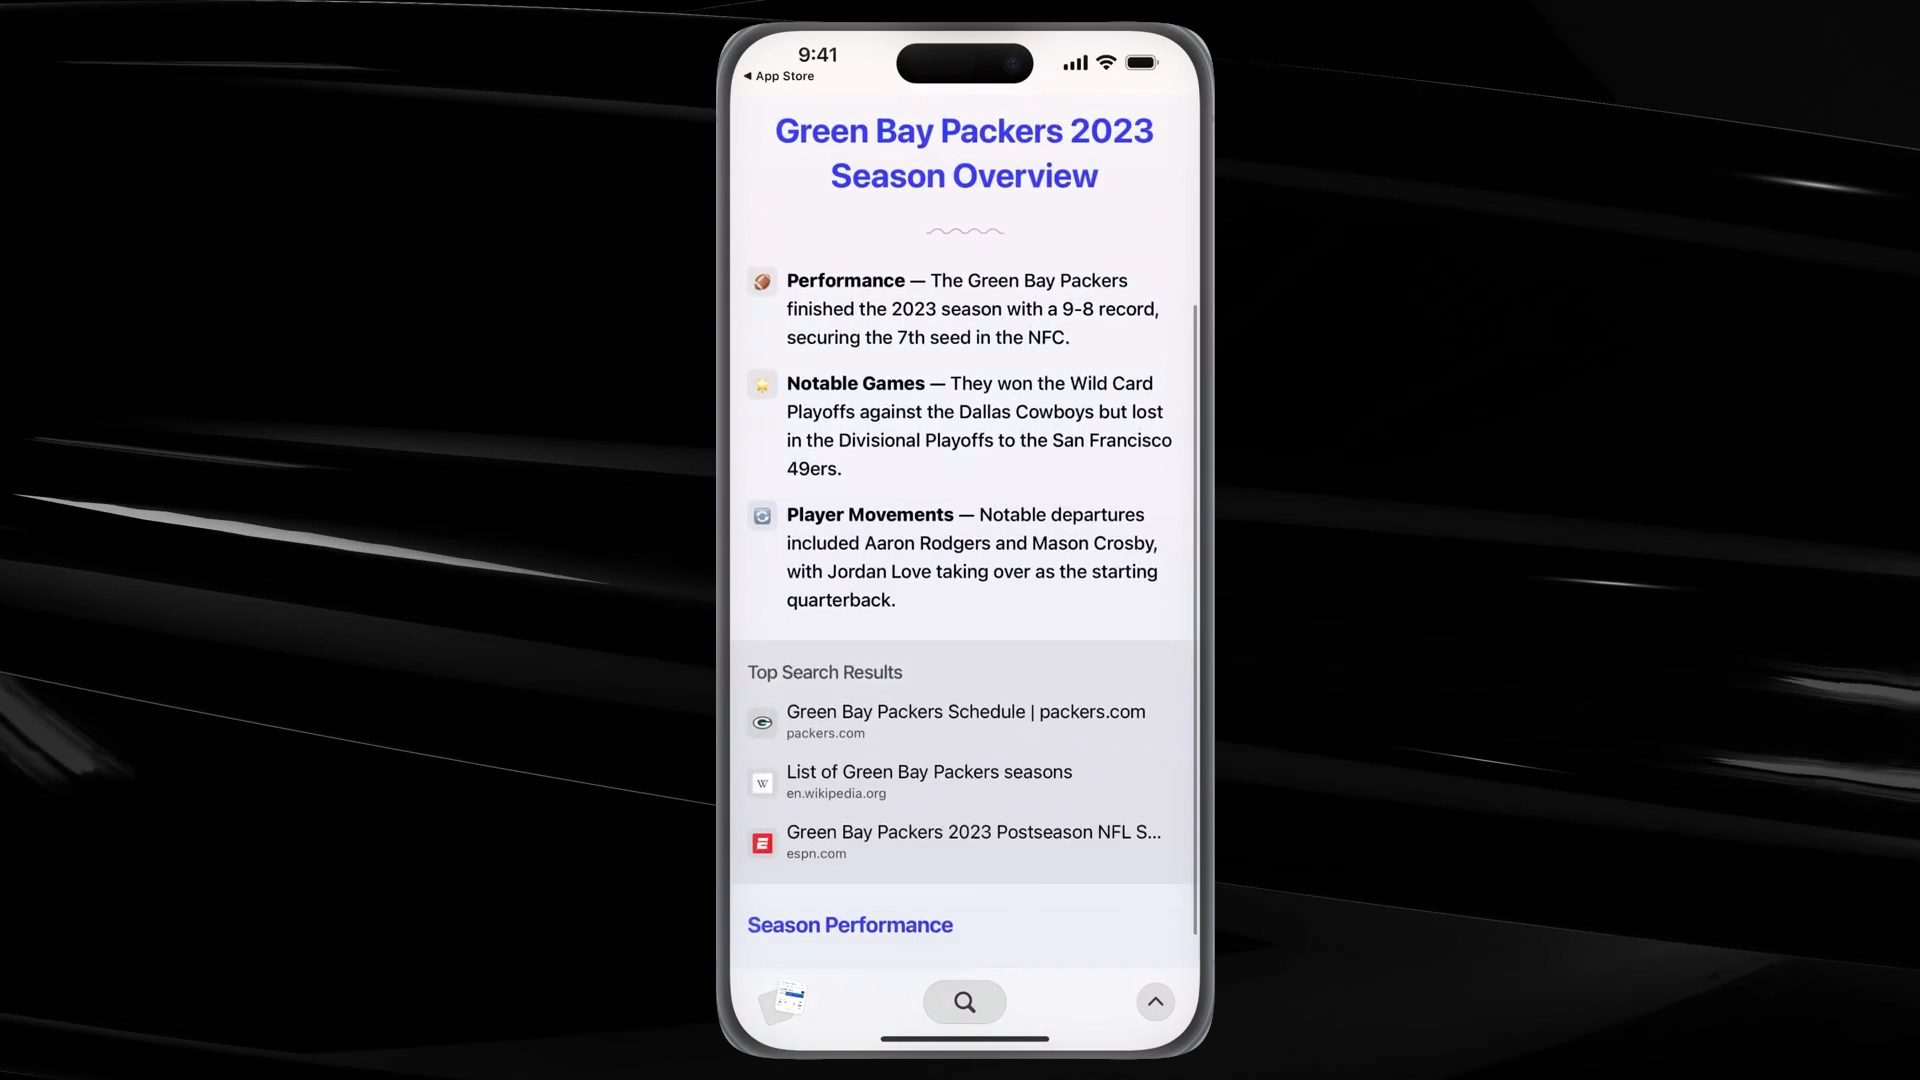 9:41
◀ App Store
Green Bay Packers 2023
Season Overview
Performance — The Green Bay Packers
finished the 2023 season with a 9-8 record,
securing the 7th seed in the NFC.
Notable Games — They won the Wild Card
Playoffs against the Dallas Cowboys but lost
in the Divisional Playoffs to the San Francisco
49ers.
Player Movements — Notable departures
included Aaron Rodgers and Mason Crosby,
with Jordan Love taking over as the starting
quarterback.
Top Search Results
Green Bay Packers Schedule | packers.com
packers.com
W
List of Green Bay Packers seasons
en.wikipedia.org
Green Bay Packers 2023 Postseason NFL S...
espn.com
Season Performance